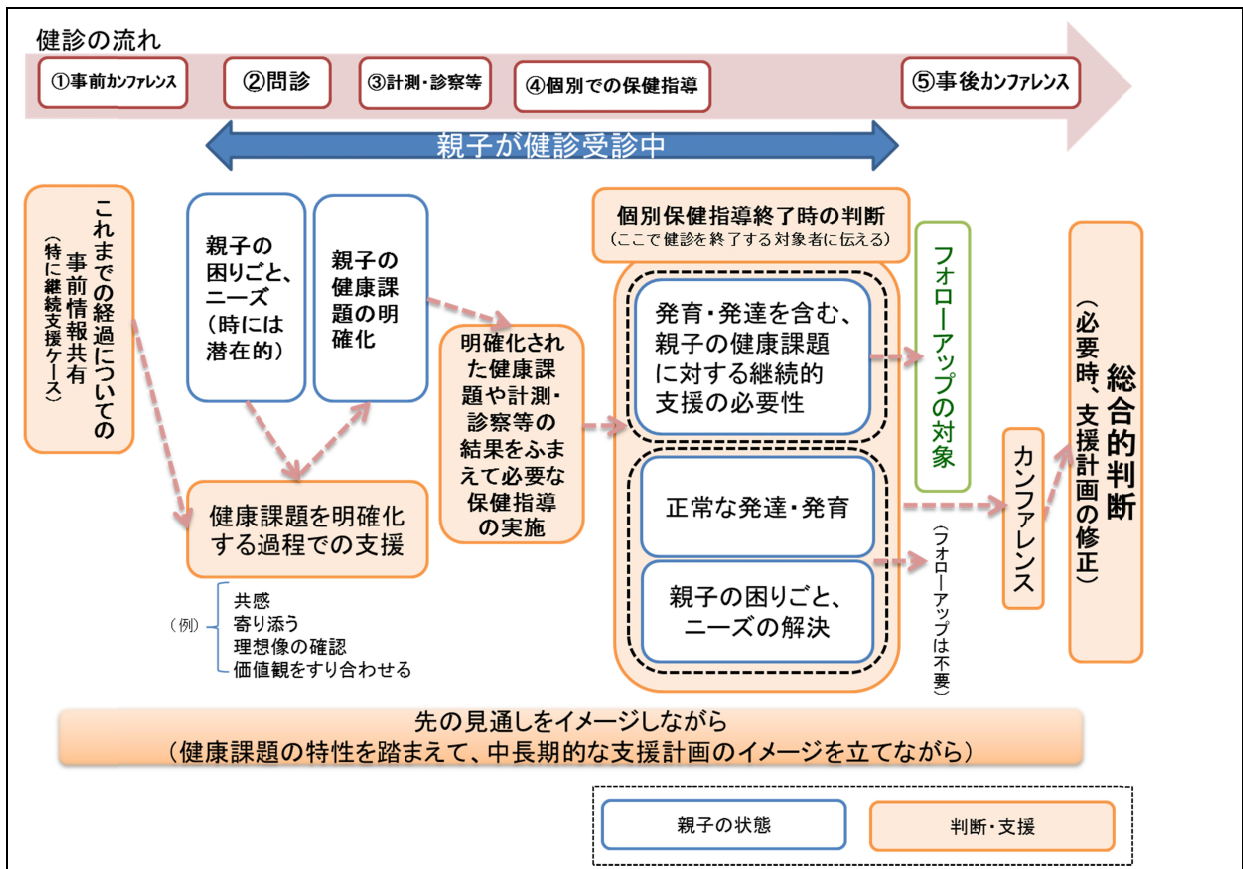 健診の流れ
①事前ｶﾝﾌｧﾚﾝｽ
②問診
③計測・診察等
④個別での保健指導
⑤事後ｶﾝﾌｧﾚﾝｽ
親子が健診受診中
これまでの経過についての
事前情報共有
（特に継続支援ケース）
親子の
困りごと、
ニーズ
（時には
潜在的）
親子の
健康課
題の明
確化
健康課題を明確化
する過程での支援
（例）
共感
寄り添う
理想像の確認
価値観をすり合わせる
明確化され
た健康課
題や計測・
診察等の
結果をふま
えて必要な
保健指導
の実施
個別保健指導終了時の判断
（ここで健診を終了する対象者に伝える）
発育・発達を含む、
親子の健康課題
に対する継続的
支援の必要性
正常な発達・発育
親子の困りごと、
ニーズの解決
フォローアップの対象
（フォローアップは不要）
カンファレンス
総合的判断
（必要時、支援計画の修正）
先の見通しをイメージしながら
（健康課題の特性を踏まえて、中長期的な支援計画のイメージを立てながら）
親子の状態
判断・支援